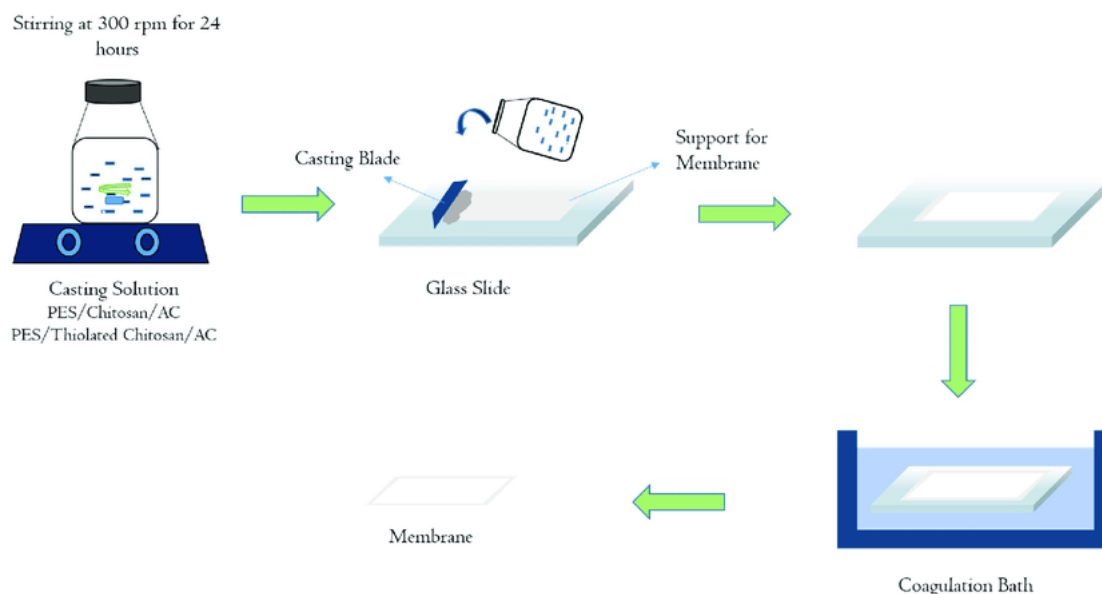 Stirring at 300 rpm for 24
hours
Casting Blade
Support for
Membrane
Casting Solution
PES/Chitosan/AC
PES/Thiolated Chitosan/AC
Glass Slide
Membrane
Coagulation Bath